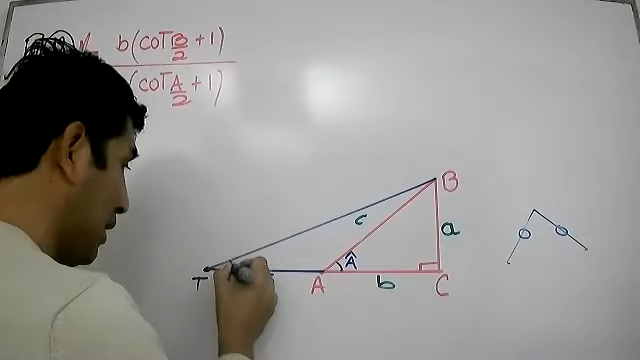 b(COT B/2 + 1)
(COT A/2 + 1)
B
c
a
Â
T
A
b
C